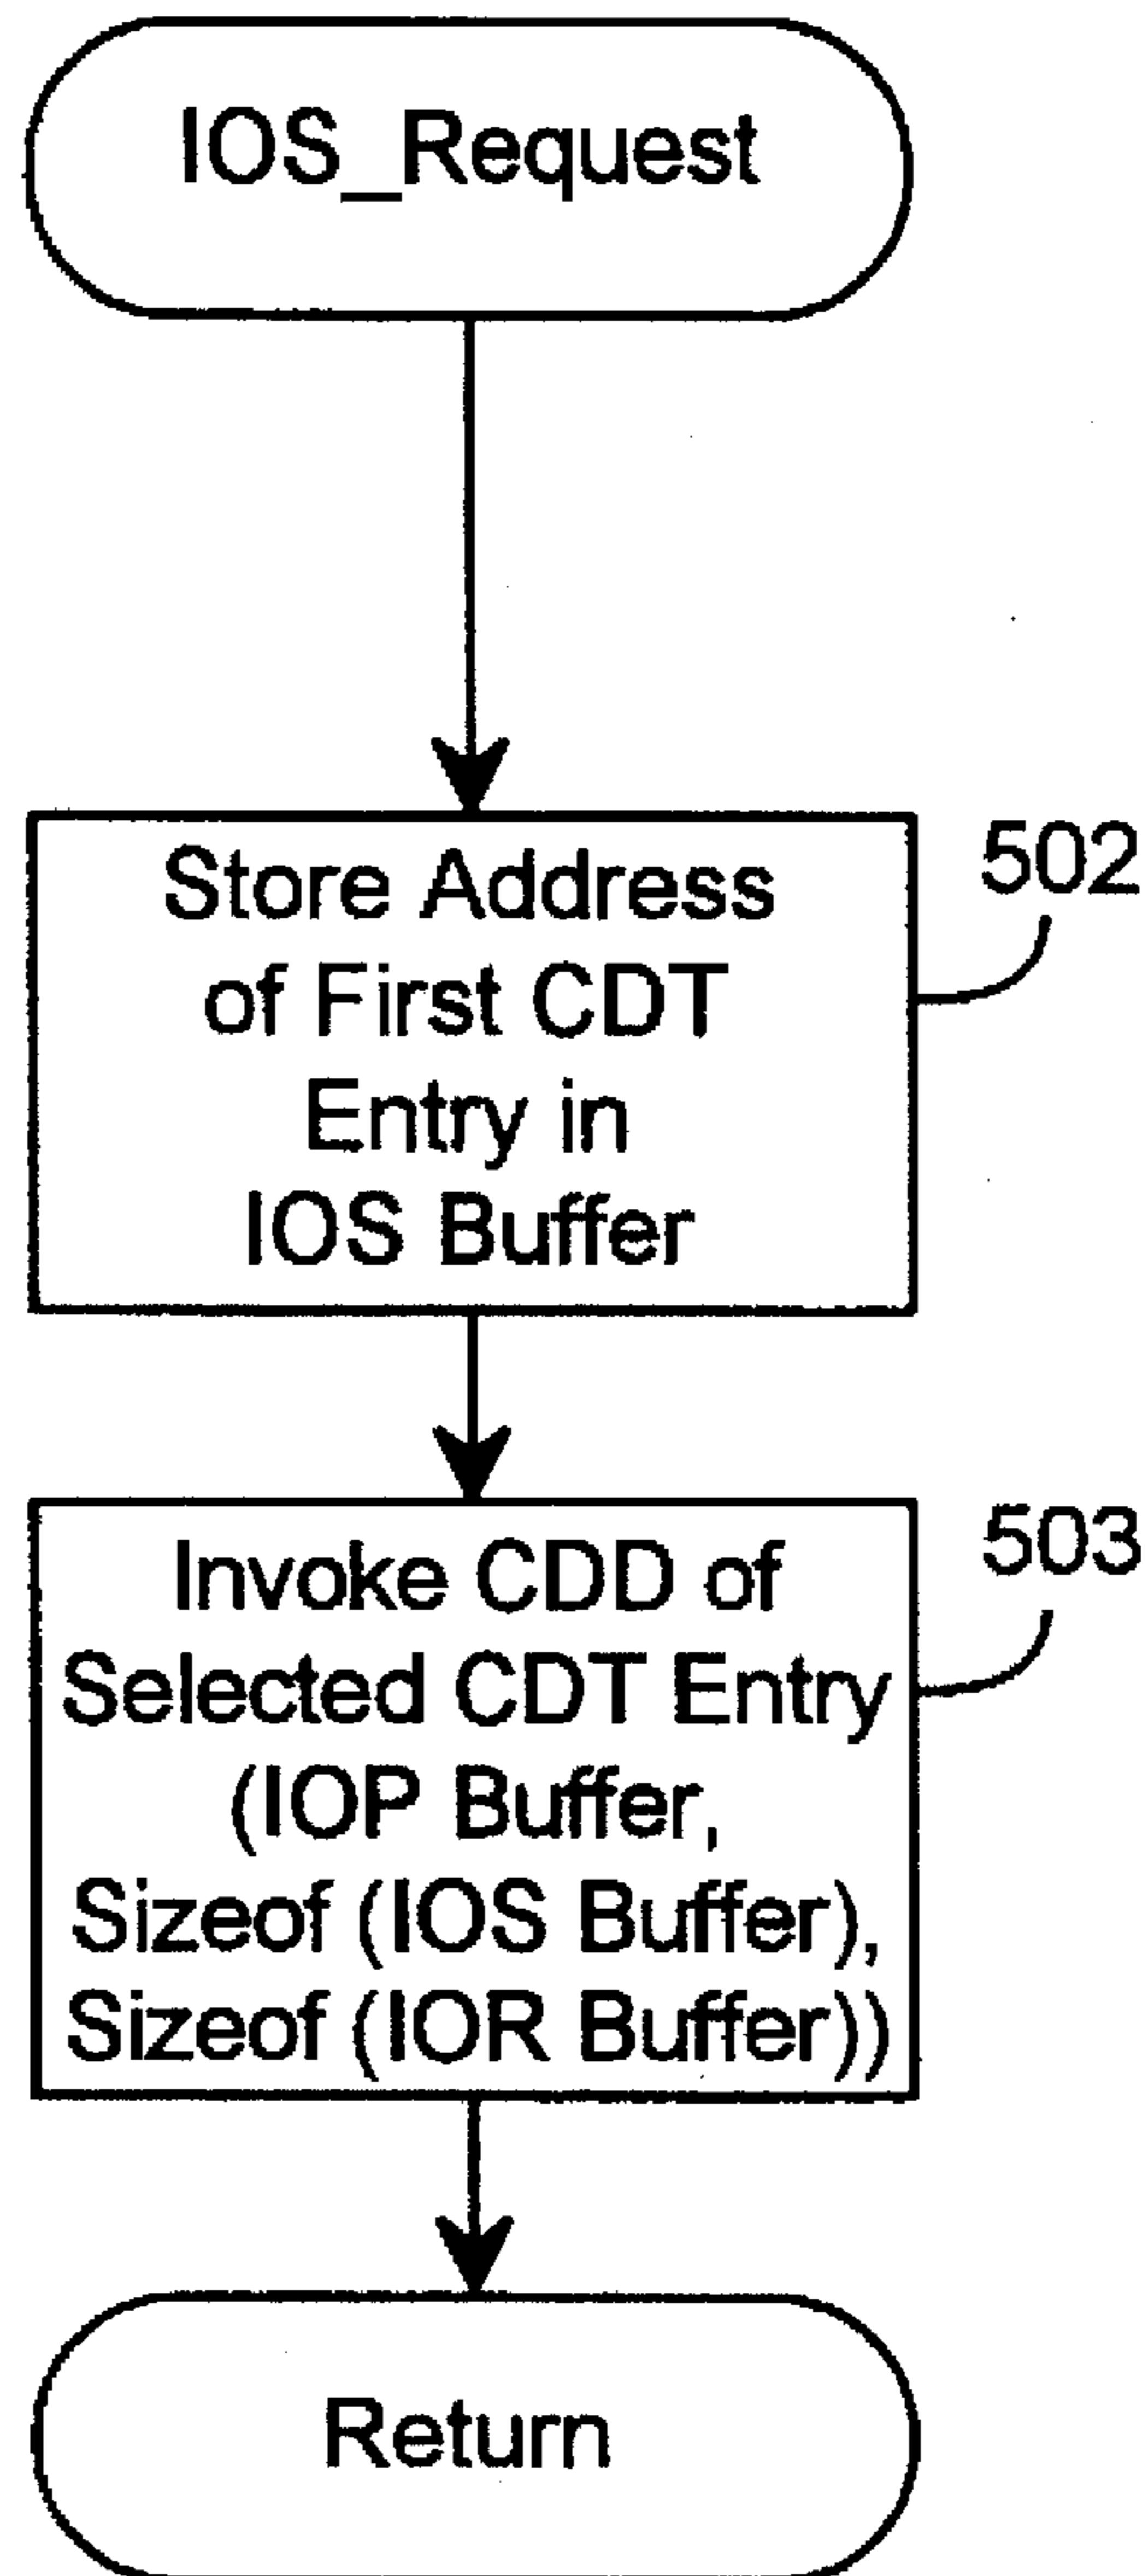 IOS_Request
Store Address
of First CDT
Entry in
IOS Buffer
502
Invoke CDD of
Selected CDT Entry
(IOP Buffer,
Sizeof (IOS Buffer),
Sizeof (IOR Buffer))
503
Return